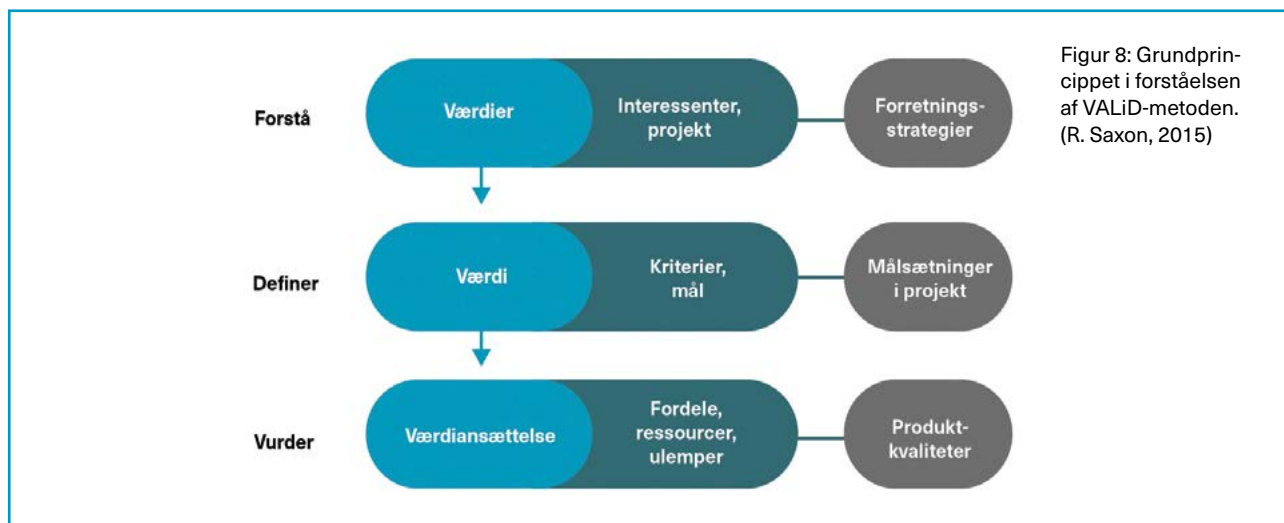 Forstå
Værdier
Interessenter,
projekt
Forretnings-
strategier
Definer
Værdi
Kriterier,
mål
Målsætninger
i projekt
Vurder
Værdiansættelse
Fordele,
ressourcer,
ulemper
Produkt-
kvaliteter
Figur 8: Grundprin-
cippet i forståelsen
af VALiD-metoden.
(R. Saxon, 2015)